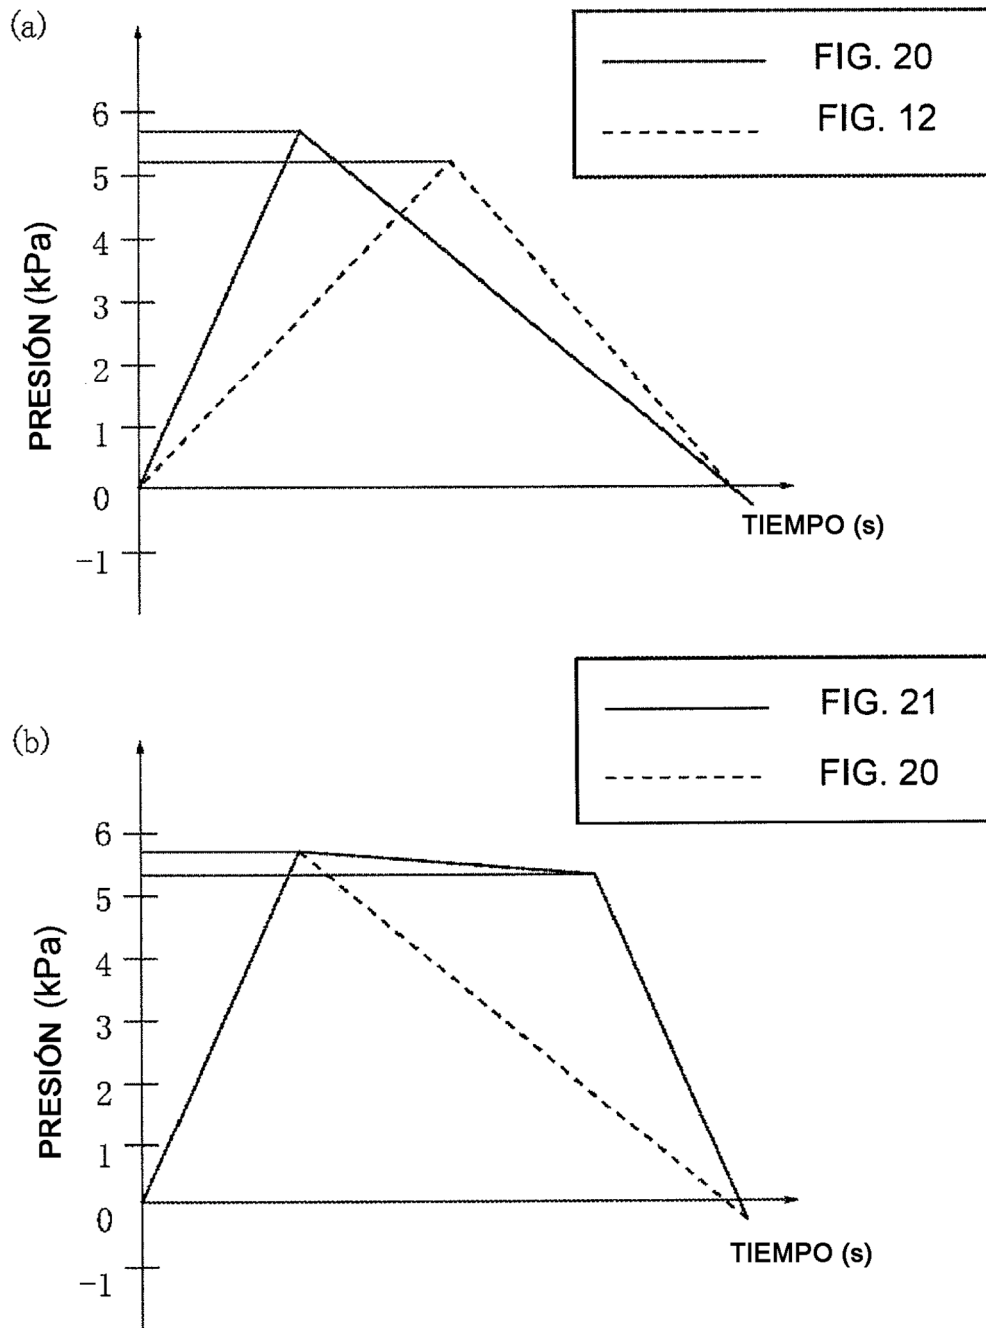 (a)
FIG. 20
FIG. 12
6
5
4
3
2
1
0
-1
PRESIÓN (kPa)
TIEMPO (s)
(b)
FIG. 21
FIG. 20
6
5
4
3
2
1
0
-1
PRESIÓN (kPa)
TIEMPO (s)